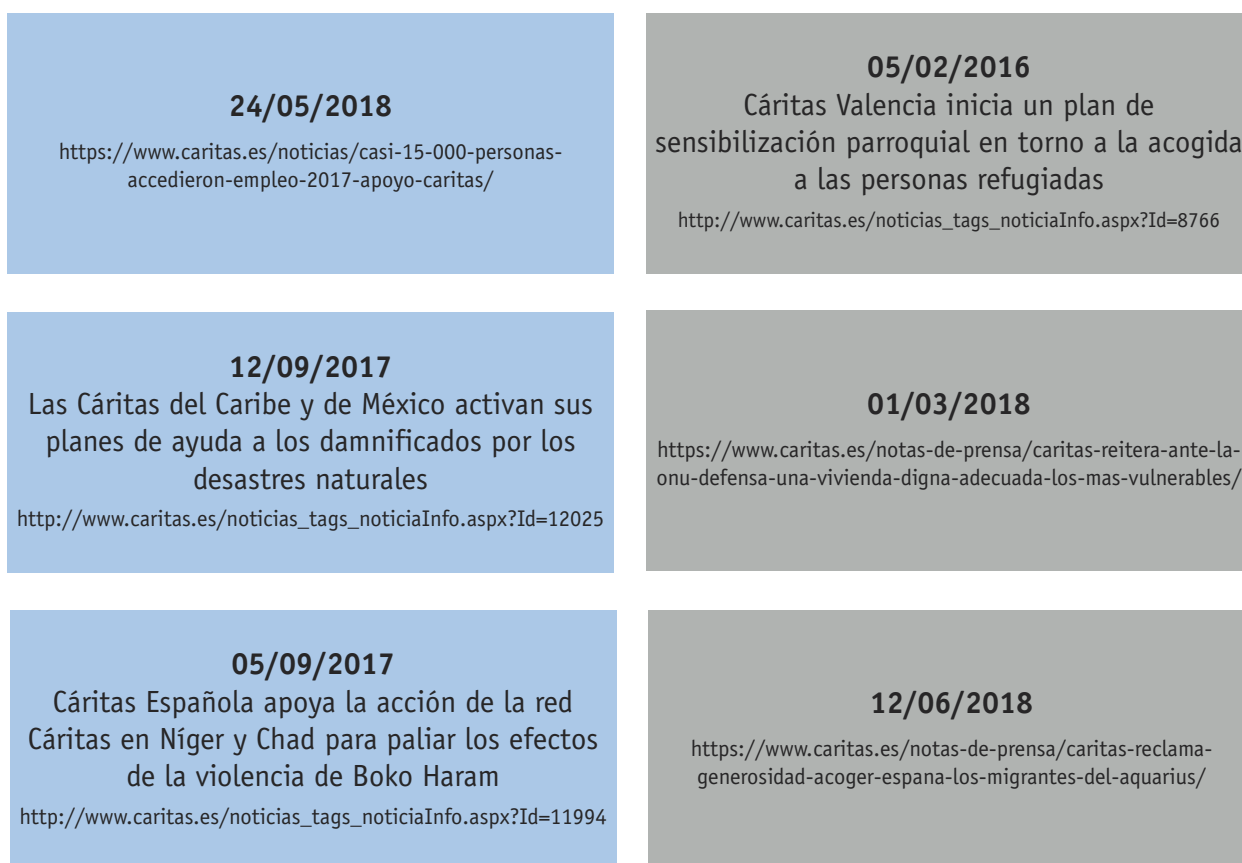 24/05/2018
https://www.caritas.es/noticias/casi-15-000-personas-
accedieron-empleo-2017-apoyo-caritas/
05/02/2016
Cáritas Valencia inicia un plan de
sensibilización parroquial en torno a la acogida
a las personas refugiadas
http://www.caritas.es/noticias_tags_noticiaInfo.aspx?Id=8766
12/09/2017
Las Cáritas del Caribe y de México activan sus
planes de ayuda a los damnificados por los
desastres naturales
http://www.caritas.es/noticias_tags_noticiaInfo.aspx?Id=12025
01/03/2018
https://www.caritas.es/notas-de-prensa/caritas-reitera-ante-la-
onu-defensa-una-vivienda-digna-adecuada-los-mas-vulnerables/
05/09/2017
Cáritas Española apoya la acción de la red
Cáritas en Níger y Chad para paliar los efectos
de la violencia de Boko Haram
http://www.caritas.es/noticias_tags_noticiaInfo.aspx?Id=11994
12/06/2018
https://www.caritas.es/notas-de-prensa/caritas-reclama-
generosidad-acoger-espana-los-migrantes-del-aquarius/